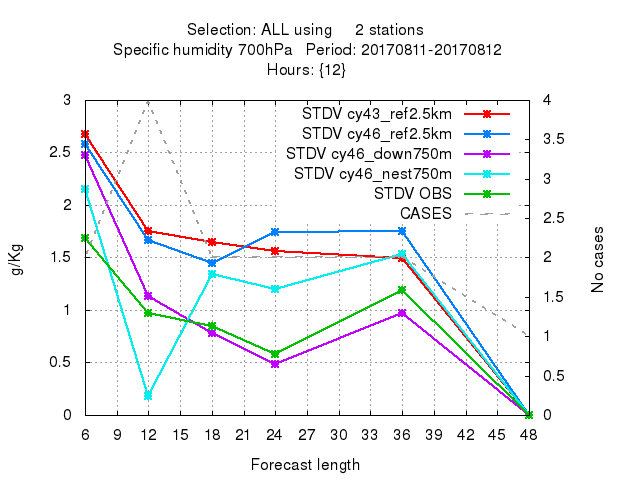 Selection: ALL using 2 stations
Specific humidity 700hPa Period: 20170811-20170812
Hours: {12}
3 4
STDV cy43_ref2.5km
STDV cy46_ref2.5km 3.5
2.5 STDV cy46_down750m
STDV cy46_nest750m 3
2 STDV OBS
CASES 2.5
1.5 2
g/Kg No cases
1 1.5
1
0.5
0.5
0 0
6 9 12 15 18 21 24 27 30 33 36 39 42 45 48
Forecast length